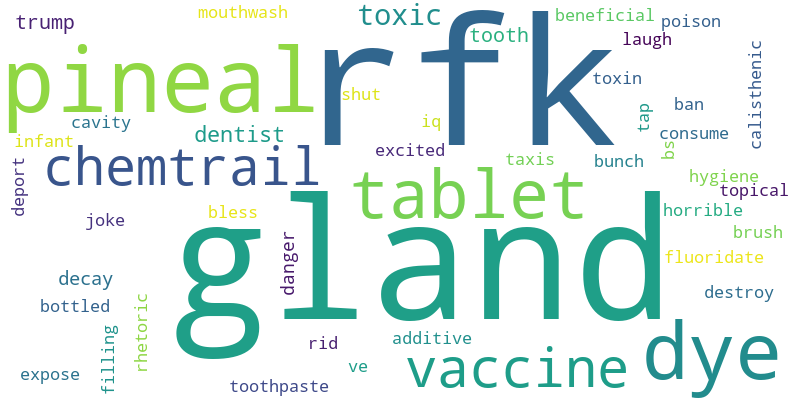 mouthwash
trump
toxic
beneficial
poison
tooth
laugh
rfk
pineal
toxin
calisthenic
shut
ban
tap
iq
cavity
consume
dentist
infant
bs
excited
taxis
bunch
chemtrail
hygiene
deport
tablet
topical
bless
horrible
joke
brush
gland
danger
fluoridate
decay
destroy
bottled
rhetoric
additive
rid
dye
filling
vaccine
ve
expose
toothpaste